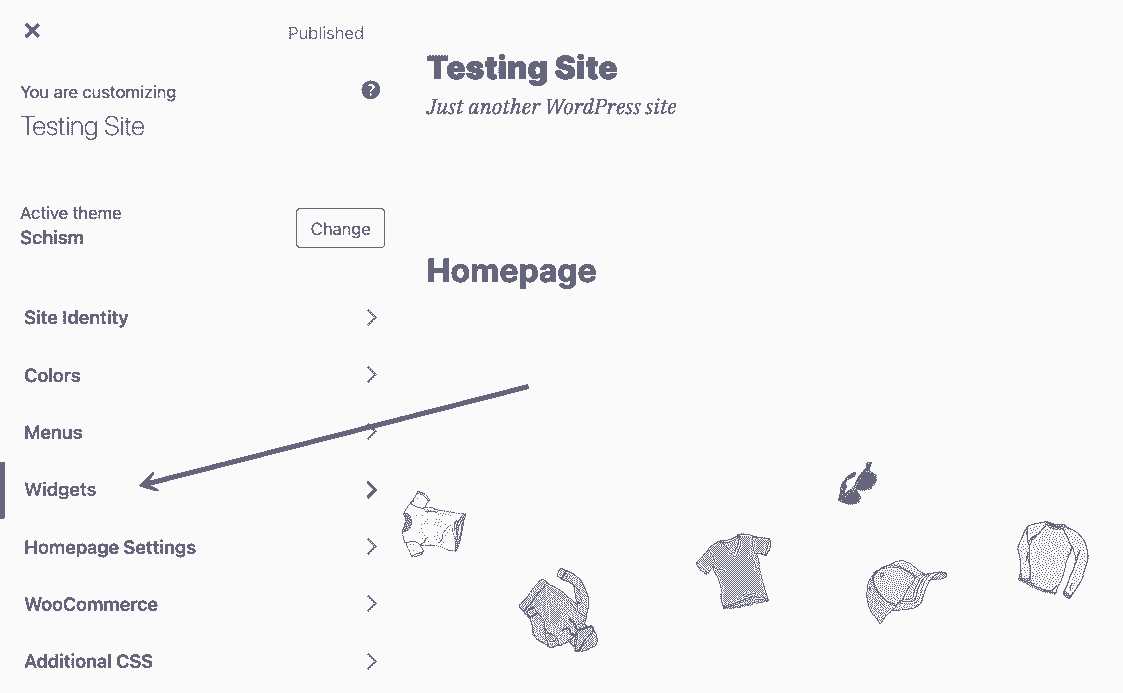 Published
You are customizing
Testing Site
Active theme
Schism
Change
Site Identity
Colors
Menus
Widgets
Homepage Settings
WooCommerce
Additional CSS
Testing Site
Just another WordPress site
Homepage